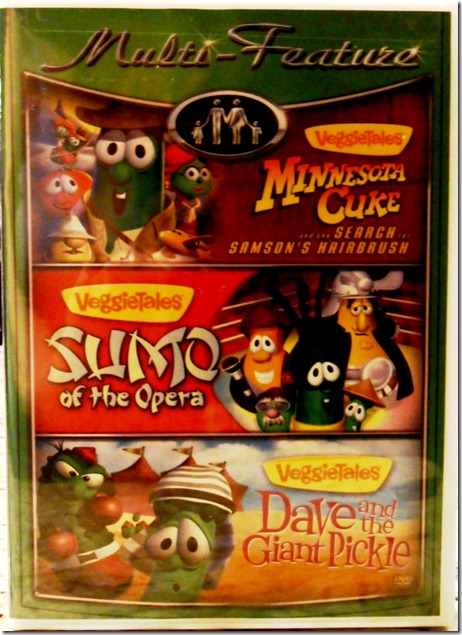 Multi-Feature
VeggieTales
MINNESOTA
CUKE
and the SEARCH for
SAMSON'S HAIRBRUSH
VeggieTales
SUMO
of the Opera
VeggieTales
Dave and
the
Giant Pickle
DVD